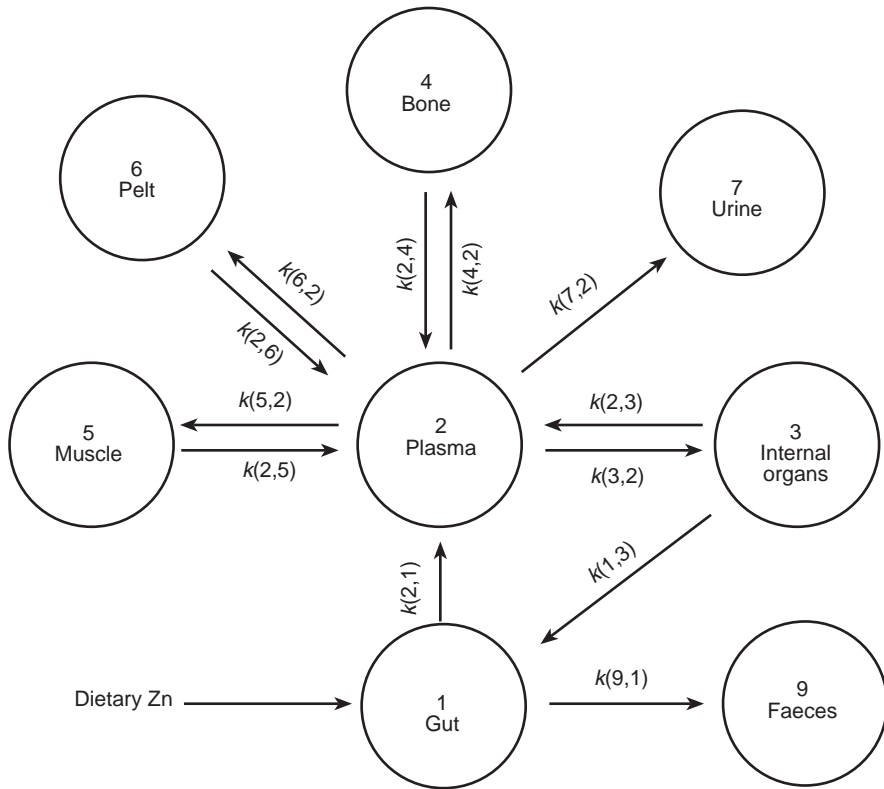 4
Bone
6
Pelt
7
Urine
k(2,4)
k(4,2)
k(6,2)
k(2,6)
k(7,2)
5
Muscle
k(5,2)
k(2,5)
2
Plasma
k(2,3)
k(3,2)
3
Internal
organs
k(2,1)
k(1,3)
Dietary Zn
1
Gut
k(9,1)
9
Faeces